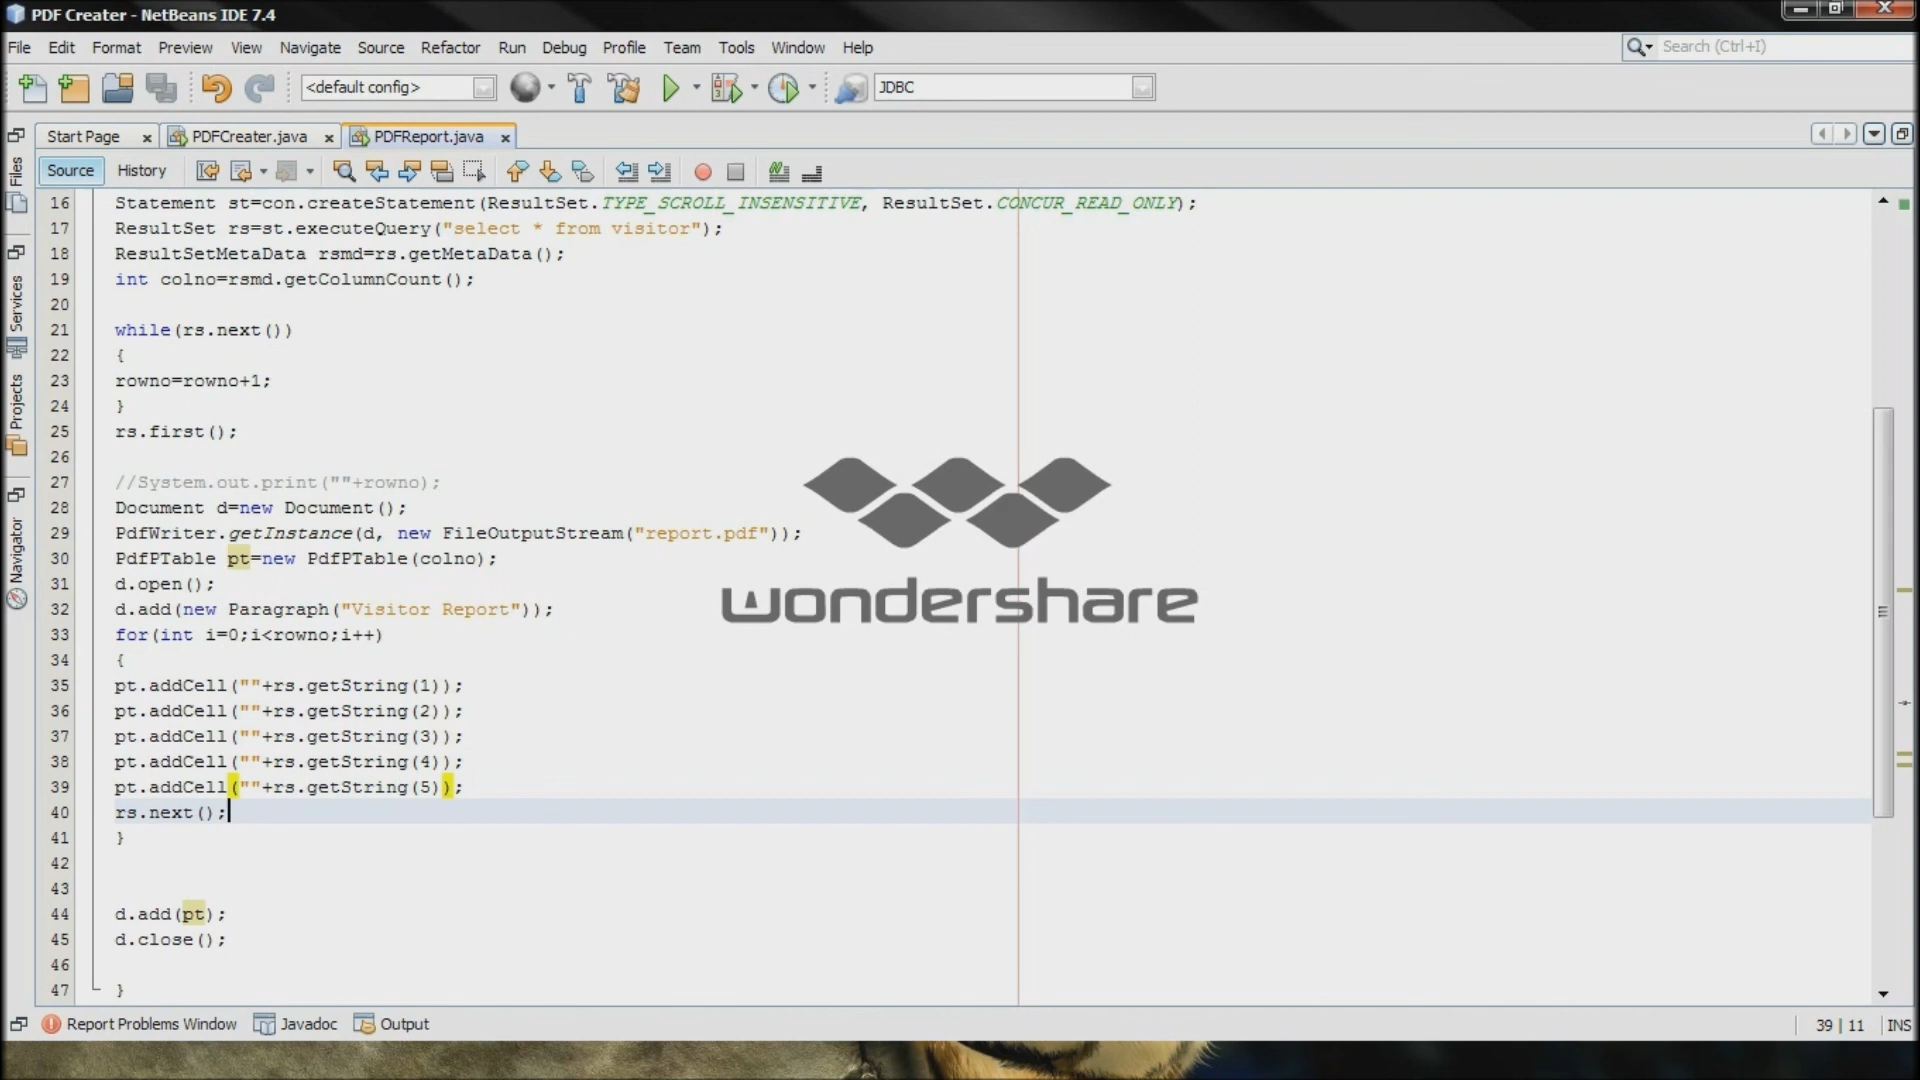 PDF Creater - NetBeans IDE 7.4
File Edit Format Preview View Navigate Source Refactor Run Debug Profile Team Tools Window Help
Search (Ctrl+I)
<default config>
JDBC
Start Page
PDFCreater.java
PDFReport.java
Source
History
Files
Services
Projects
Navigator
16 Statement st=con.createStatement(ResultSet.TYPE_SCROLL_INSENSITIVE, ResultSet.CONCUR_READ_ONLY);
17 ResultSet rs=st.executeQuery("select * from visitor");
18 ResultSetMetaData rsmd=rs.getMetaData();
19 int colno=rsmd.getColumnCount();
20
21 while(rs.next())
22 {
23 rowno=rowno+1;
24 }
25 rs.first();
26
27 //System.out.print(""+rowno);
28 Document d=new Document();
29 PdfWriter.getInstance(d, new FileOutputStream("report.pdf"));
30 PdfPTable pt=new PdfPTable(colno);
31 d.open();
32 d.add(new Paragraph("Visitor Report"));
33 for(int i=0;i<rowno;i++)
34 {
35 pt.addCell(""+rs.getString(1));
36 pt.addCell(""+rs.getString(2));
37 pt.addCell(""+rs.getString(3));
38 pt.addCell(""+rs.getString(4));
39 pt.addCell(""+rs.getString(5));
40 rs.next();
41 }
42
43
44 d.add(pt);
45 d.close();
46
47 }
wondershare
Report Problems Window
Javadoc
Output
39 | 11
INS